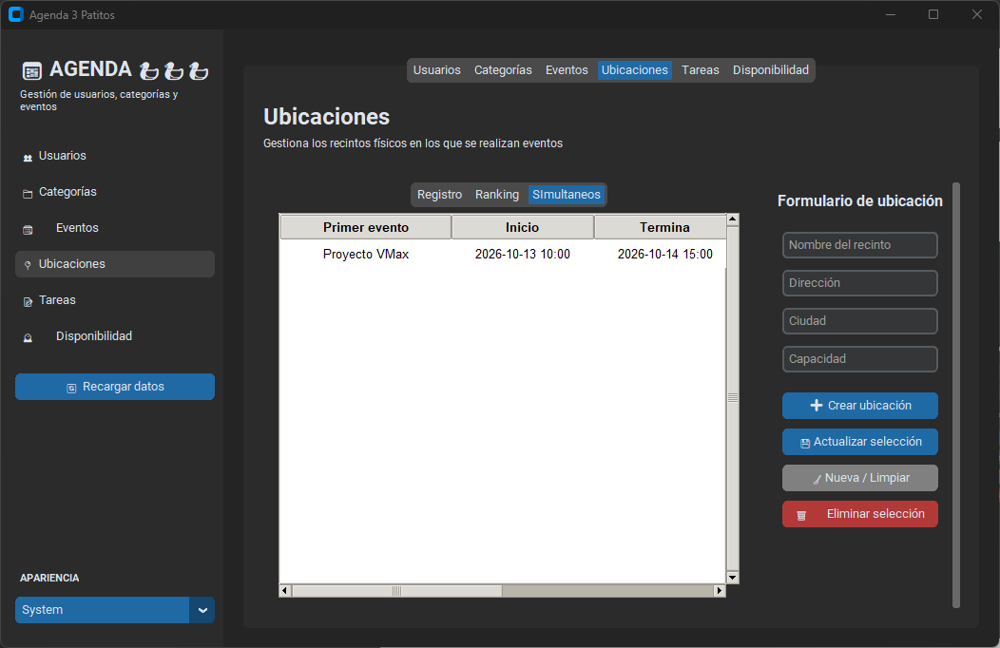 Agenda 3 Patitos
AGENDA
Gestión de usuarios, categorías y
eventos
Usuarios
Categorías
Eventos
Ubicaciones
Tareas
Disponibilidad
Recargar datos
APARIENCIA
System
Usuarios Categorías Eventos Ubicaciones Tareas Disponibilidad
Ubicaciones
Gestiona los recintos físicos en los que se realizan eventos
Registro Ranking SImultaneos
Primer evento Inicio Termina
Proyecto VMax 2026-10-13 10:00 2026-10-14 15:00
Formulario de ubicación
Nombre del recinto
Dirección
Ciudad
Capacidad
Crear ubicación
Actualizar selección
Nueva / Limpiar
Eliminar selección